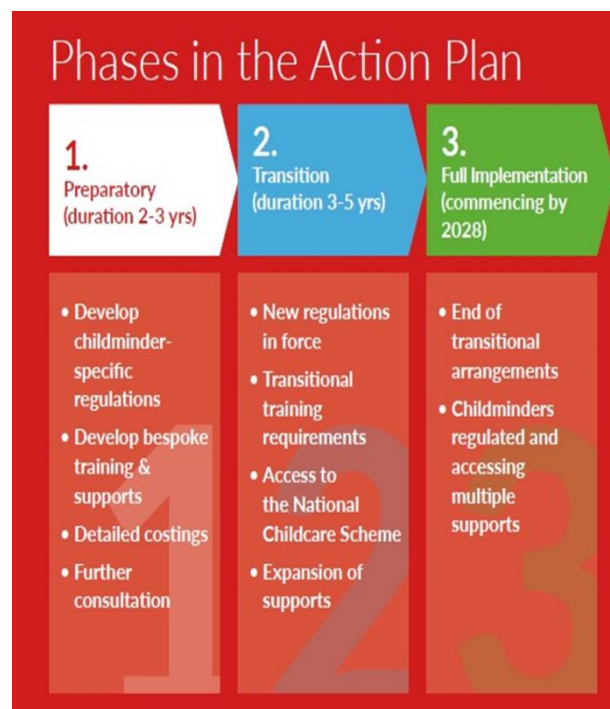 Phases in the Action Plan
1.
Preparatory
(duration 2-3 yrs)
2.
Transition
(duration 3-5 yrs)
3.
Full Implementation
(commencing by
2028)
• Develop
childminder-
specific
regulations
• Develop bespoke
training &
supports
• Detailed costings
• Further
consultation
1
• New regulations
in force
• Transitional
training
requirements
• Access to
the National
Childcare Scheme
• Expansion of
supports
2
• End of
transitional
arrangements
• Childminders
regulated and
accessing
multiple
supports
3